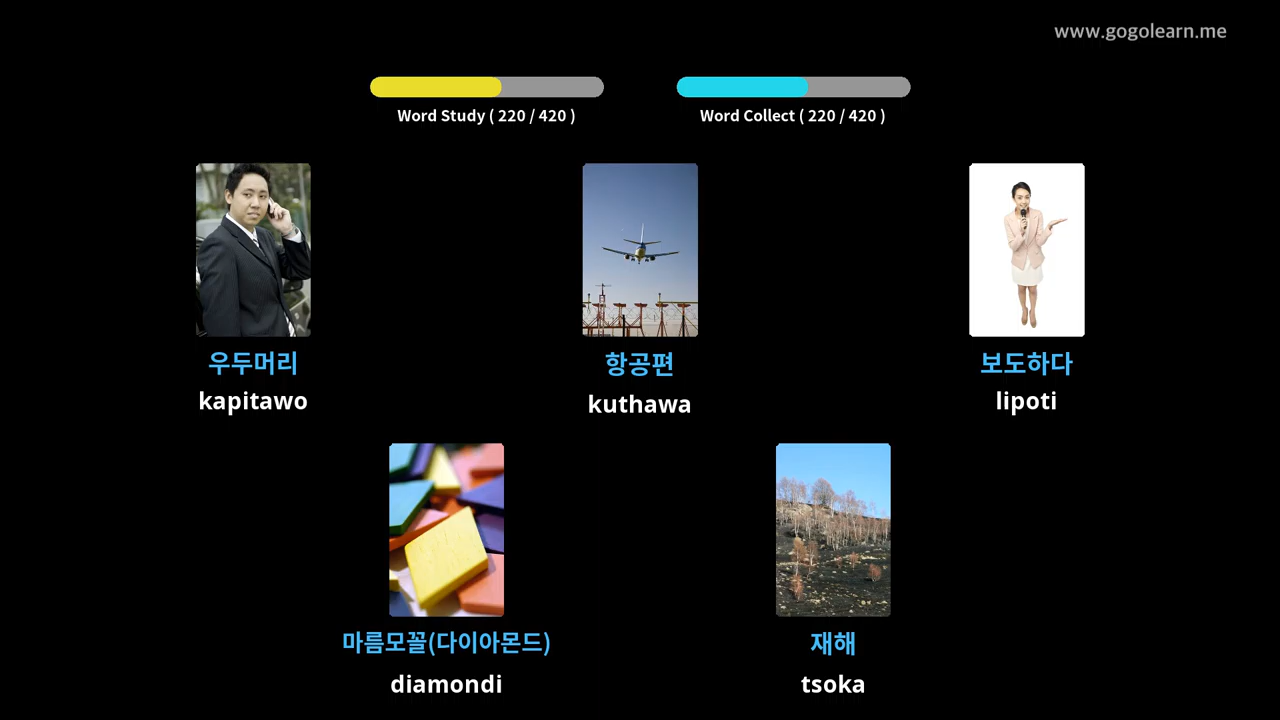 www.gogolearn.me
Word Study ( 220 / 420 )
Word Collect ( 220 / 420 )
우두머리
kapitawo
항공편
kuthawa
보도하다
lipoti
마름모꼴(다이아몬드)
diamondi
재해
tsoka